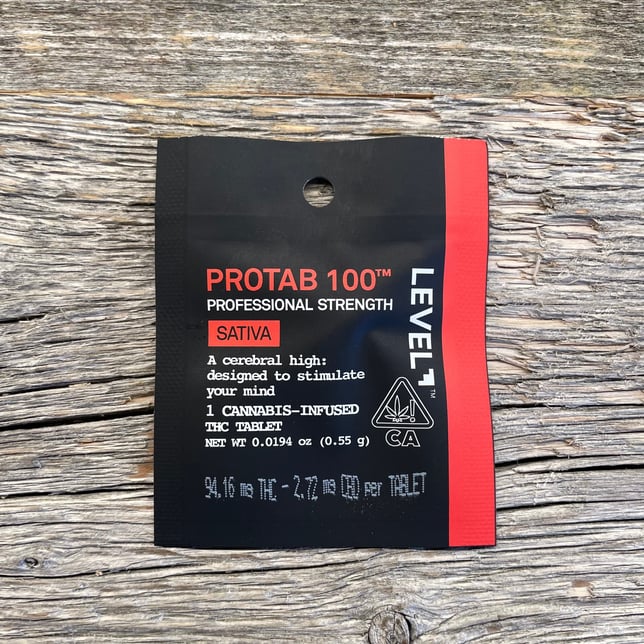 PROTAB 100™
PROFESSIONAL STRENGTH
SATIVA
A cerebral high:
designed to stimulate
your mind
1 CANNABIS-INFUSED
THC TABLET
NET WT 0.0194 oz (0.55 g)
94.16 mg THC - 2.72 mg CBD per TABLET
LEVEL™
!
CA